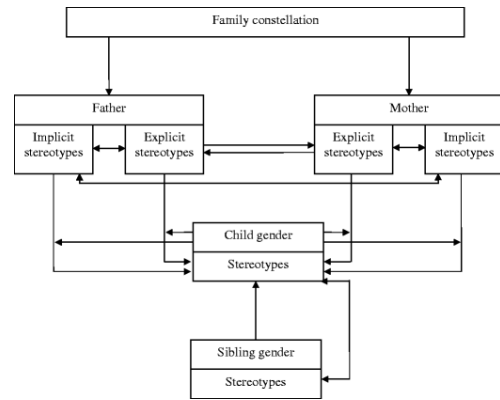 Family constellation
Father
Mother
Implicit
stereotypes
Explicit
stereotypes
Explicit
stereotypes
Implicit
stereotypes
Child gender
Stereotypes
Sibling gender
Stereotypes